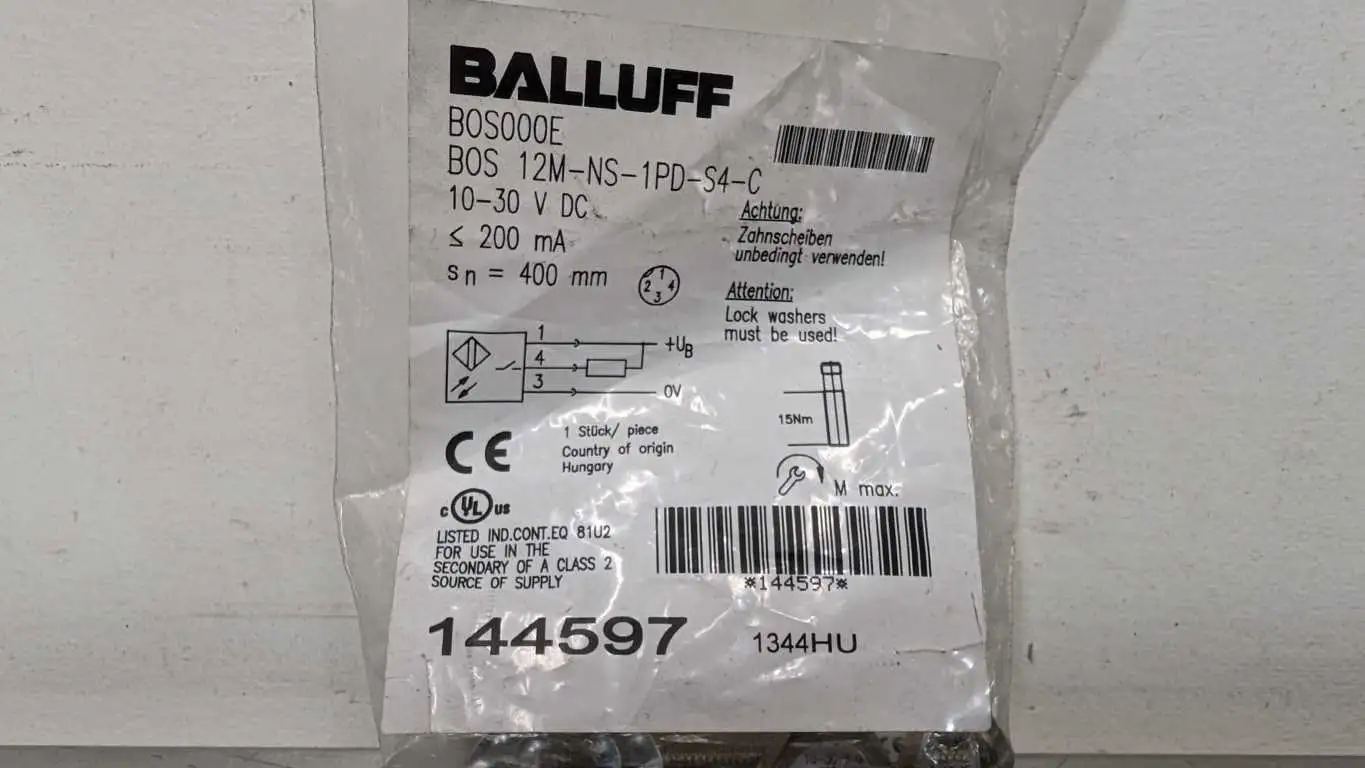 BALLUFF
BOS000E
BOS 12M-NS-1PD-S4-C
10-30 V DC
≤ 200 mA
sn = 400 mm
1
2 4
3
Achtung:
Zahnscheiben
unbedingt verwenden!
Attention:
Lock washers
must be used!
1
+UB
4
3
0V
15Nm
M max.
1 Stück/ piece
Country of origin
Hungary
CE
c UL us
LISTED IND.CONT.EQ 81U2
FOR USE IN THE
SECONDARY OF A CLASS 2
SOURCE OF SUPPLY
*144597*
144597
1344HU